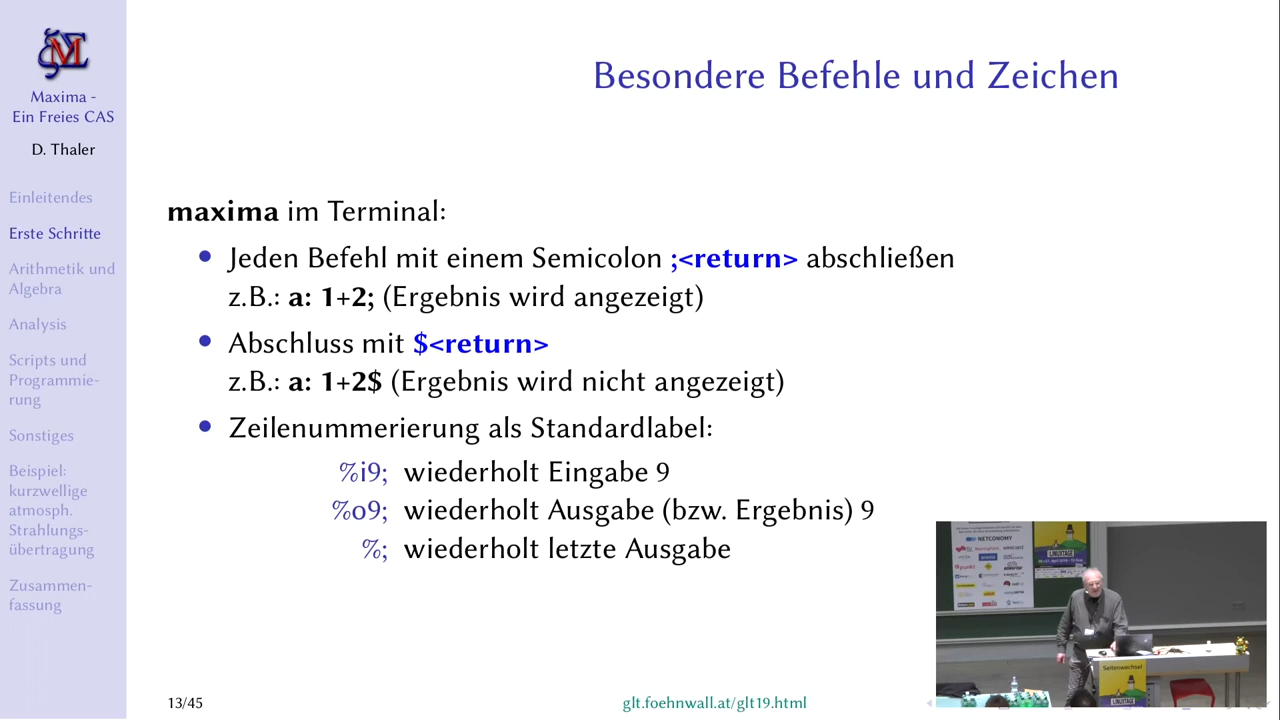 Maxima -
Ein Freies CAS
D. Thaler
Einleitendes
Erste Schritte
Arithmetik und
Algebra
Analysis
Scripts und
Programmie-
rung
Sonstiges
Beispiel:
kurzwellige
atmosph.
Strahlungs-
übertragung
Zusammen-
fassung
Besondere Befehle und Zeichen
maxima im Terminal:
• Jeden Befehl mit einem Semicolon ;<return> abschließen
z.B.: a: 1+2; (Ergebnis wird angezeigt)
• Abschluss mit $<return>
z.B.: a: 1+2$ (Ergebnis wird nicht angezeigt)
• Zeilennummerierung als Standardlabel:
%i9; wiederholt Eingabe 9
%o9; wiederholt Ausgabe (bzw. Ergebnis) 9
%; wiederholt letzte Ausgabe
NETCONOMY
LINUXTAGE
Seitenwechsel
LINUXTAGE
13/45
glt.foehnwall.at/glt19.html